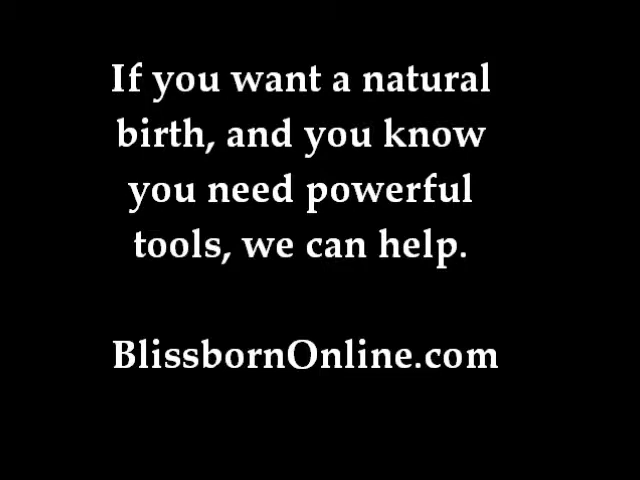 If you want a natural
birth, and you know
you need powerful
tools, we can help.
BlissbornOnline.com